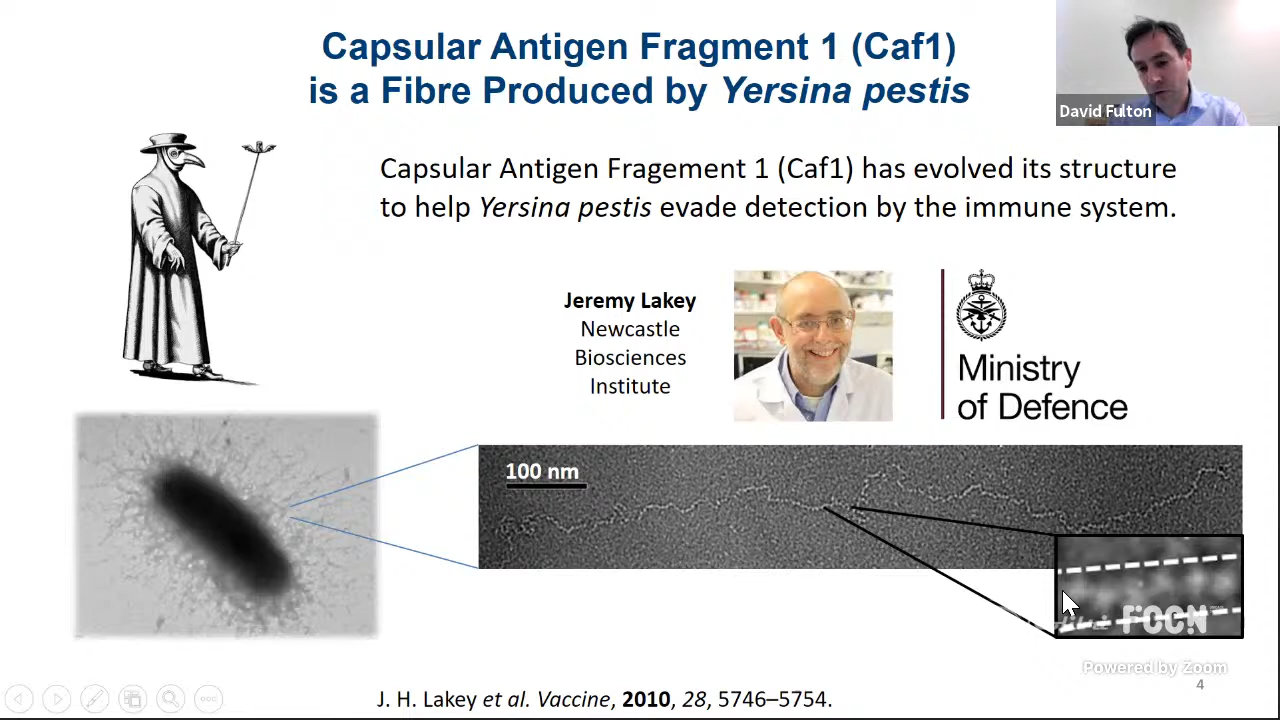 Capsular Antigen Fragment 1 (Caf1)
is a Fibre Produced by Yersina pestis
David Fulton
Capsular Antigen Fragement 1 (Caf1) has evolved its structure
to help Yersina pestis evade detection by the immune system.
Jeremy Lakey
Newcastle
Biosciences
Institute
Ministry
of Defence
100 nm
FCCN
Powered by Zoom
4
J. H. Lakey et al. Vaccine, 2010, 28, 5746–5754.